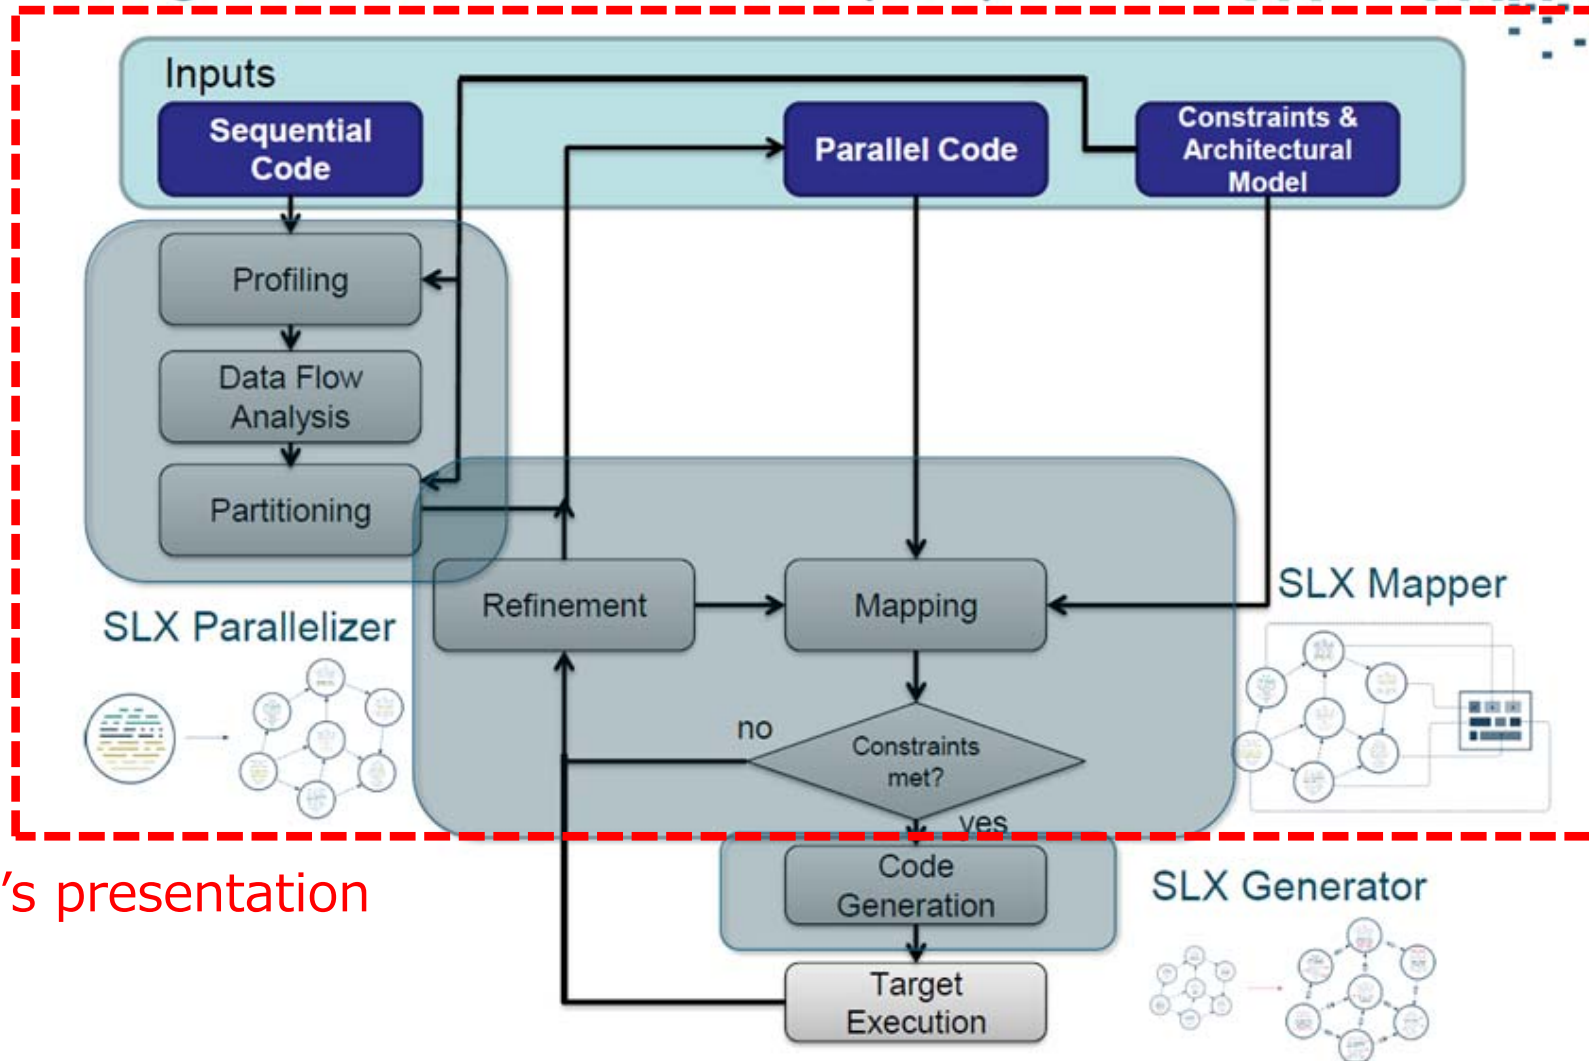 Inputs
Sequential
Code
Parallel Code
Constraints &
Architectural
Model
Profiling
Data Flow
Analysis
Partitioning
Refinement
Mapping
SLX Mapper
SLX Parallelizer
no
Constraints
met?
yes
Code
Generation
's presentation
SLX Generator
Target
Execution